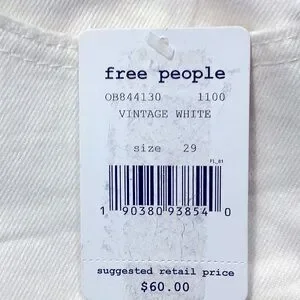 free people
OB844130 1100
VINTAGE WHITE
size 29
FL_01
1 90380 93854 0
suggested retail price
$60.00